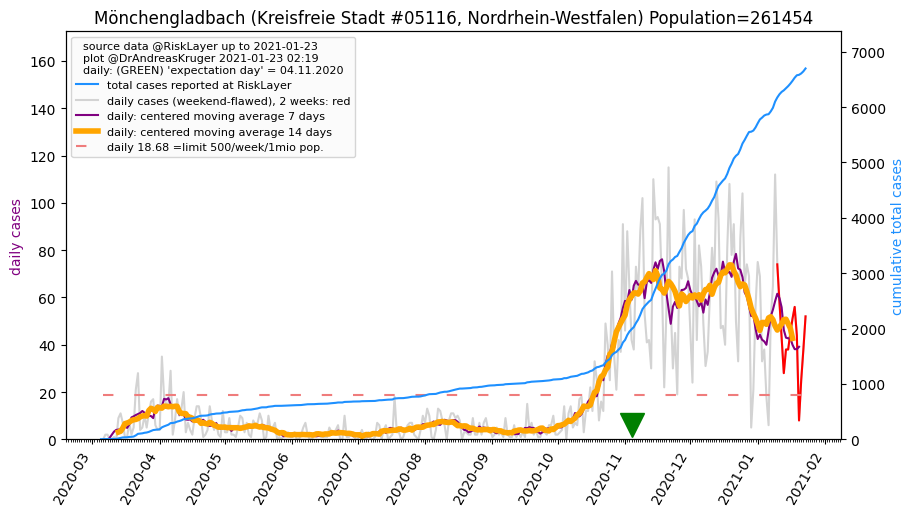 Mönchengladbach (Kreisfreie Stadt #05116, Nordrhein-Westfalen) Population=261454
source data @RiskLayer up to 2021-01-23
plot @DrAndreasKruger 2021-01-23 02:19
daily: (GREEN) 'expectation day' = 04.11.2020
total cases reported at RiskLayer
daily cases (weekend-flawed), 2 weeks: red
daily: centered moving average 7 days
daily: centered moving average 14 days
daily 18.68 =limit 500/week/1mio pop.
daily cases
160
140
120
100
80
60
40
20
0
7000
6000
5000
4000
3000
2000
1000
0
cumulative total cases
2020-03
2020-04
2020-05
2020-06
2020-07
2020-08
2020-09
2020-10
2020-11
2020-12
2021-01
2021-02